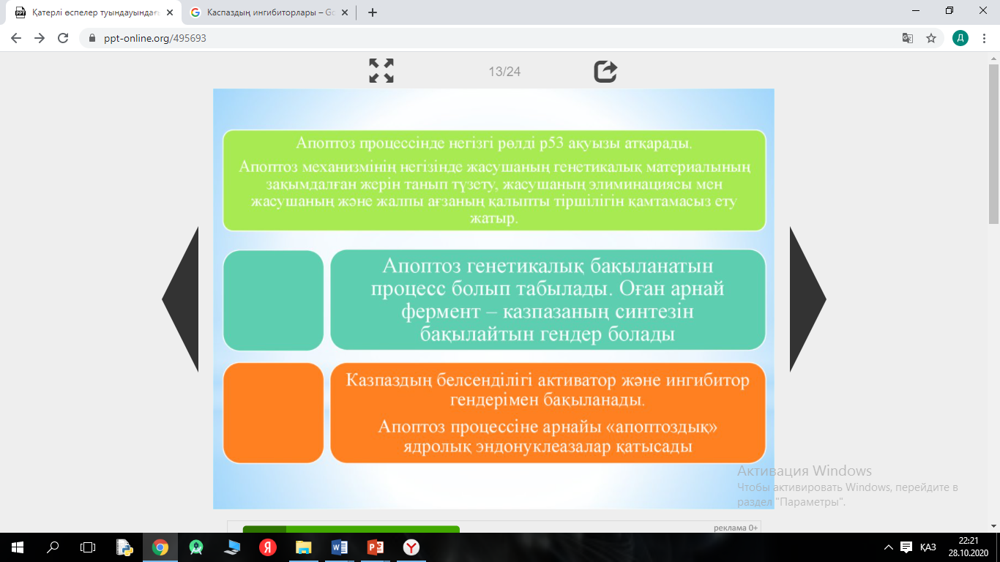 Қатерлі өспелер туындауындағы
Каспаздың ингибиторлары – Go
ppt-online.org/495693
Д
13/24
Апоптоз процессінде негізгі рөлді р53 ақуызы атқарады.
Апоптоз механизмінің негізінде жасушаның генетикалық материалының
зақымдалған жерін танып түзету, жасушаның элиминациясы мен
жасушаның және жалпы ағзаның қалыпты тіршілігін қамтамасыз ету
жатыр.
Апоптоз генетикалық бақыланатын
процесс болып табылады. Оған арнай
фермент – казпазаның синтезін
бақылайтын гендер болады
Казпаздың белсенділігі активатор және ингибитор
гендерімен бақыланады.
Апоптоз процессіне арнайы «апоптоздық»
ядролық эндонуклеазалар қатысады
Активация Windows
Чтобы активировать Windows, перейдите в
раздел "Параметры".
реклама 0+
ҚАЗ
22:21
28.10.2020